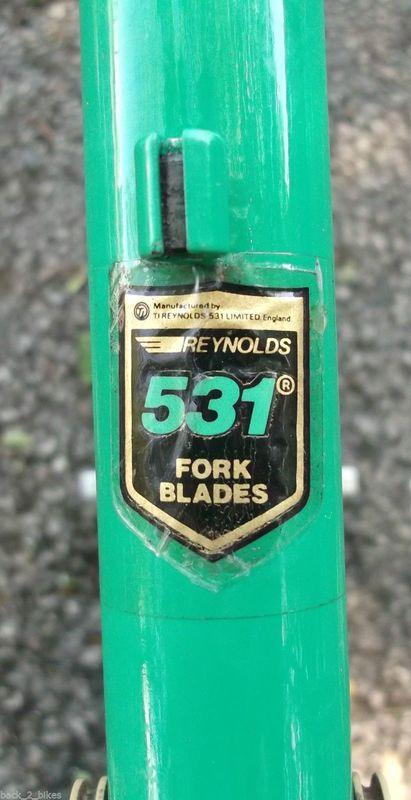 Manufactured by
TI REYNOLDS 531 LIMITED England
REYNOLDS
531®
FORK
BLADES
back_2_bikes